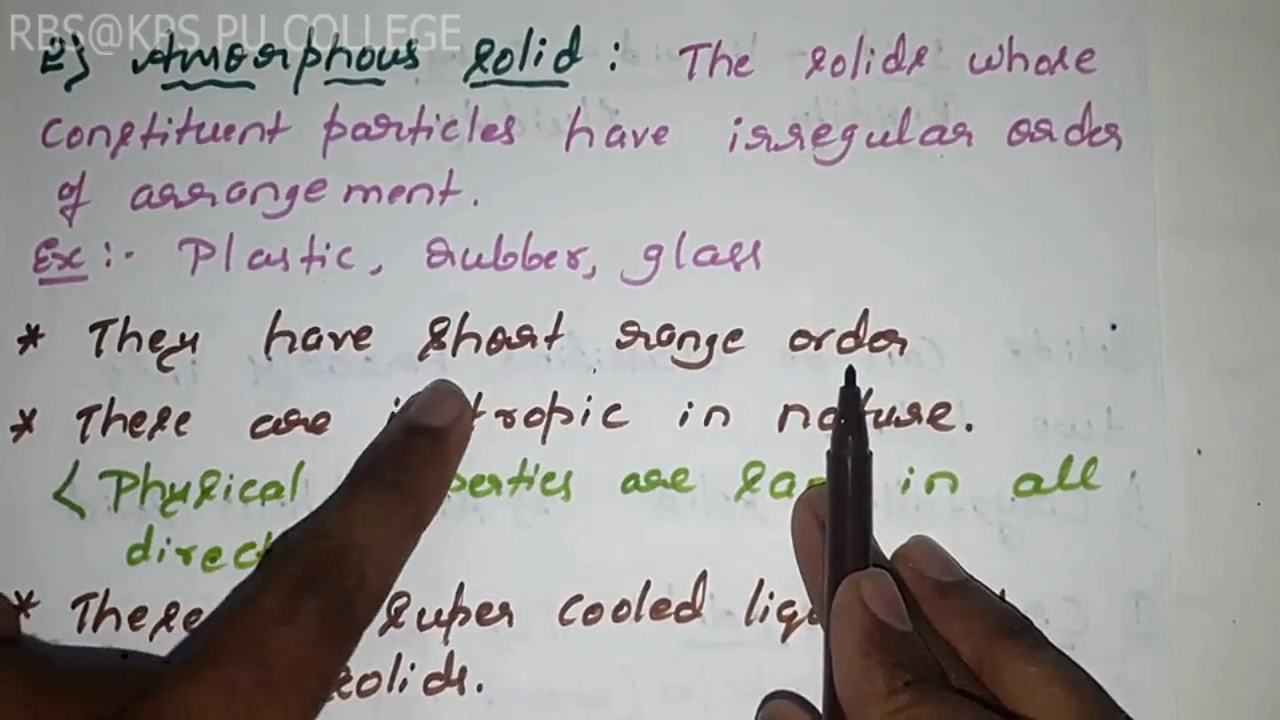 RBS@KPS PU COLLEGE
2) Amorphous solid : The solids whose
constituent particles have irregular order
of arrangement.
Ex :- Plastic, rubber, glass
* They have short range order
* These are in nature.
< Physical are in all
* These super cooled
solids.